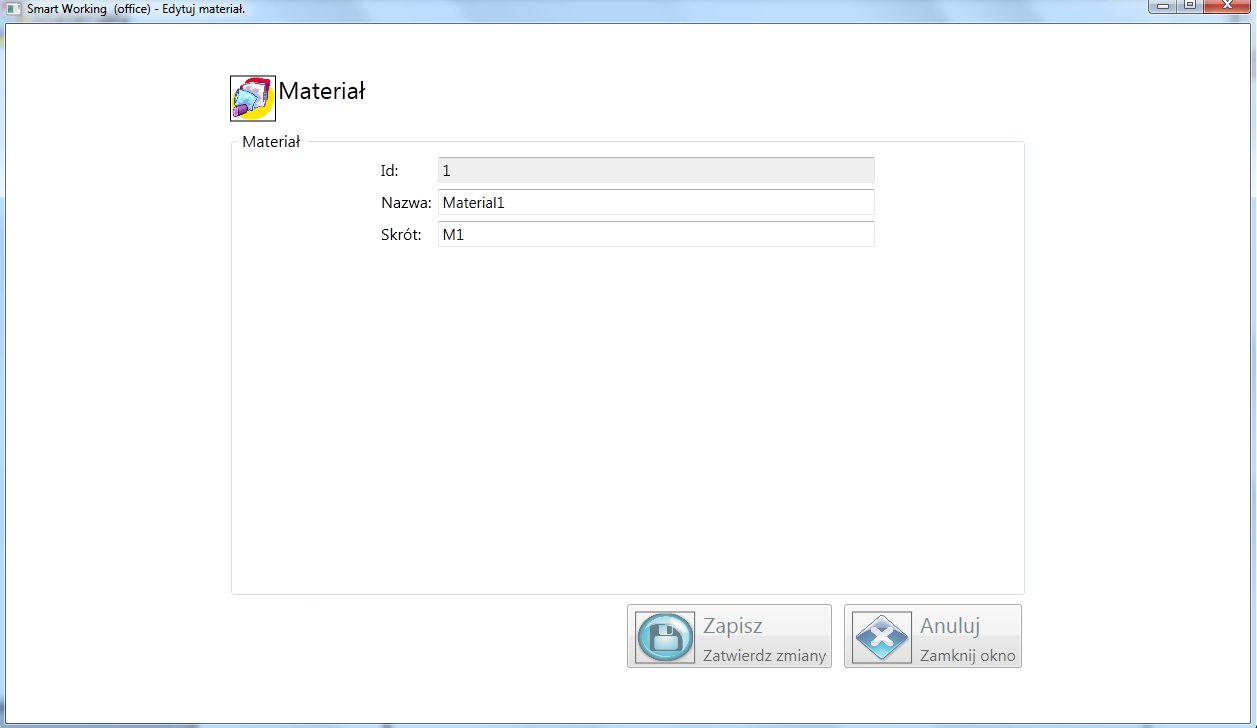 Smart Working (office) - Edytuj materiał.
Materiał
Materiał
Id: 1
Nazwa: Material1
Skrót: M1
Zapisz
Zatwierdz zmiany
Anuluj
Zamknij okno